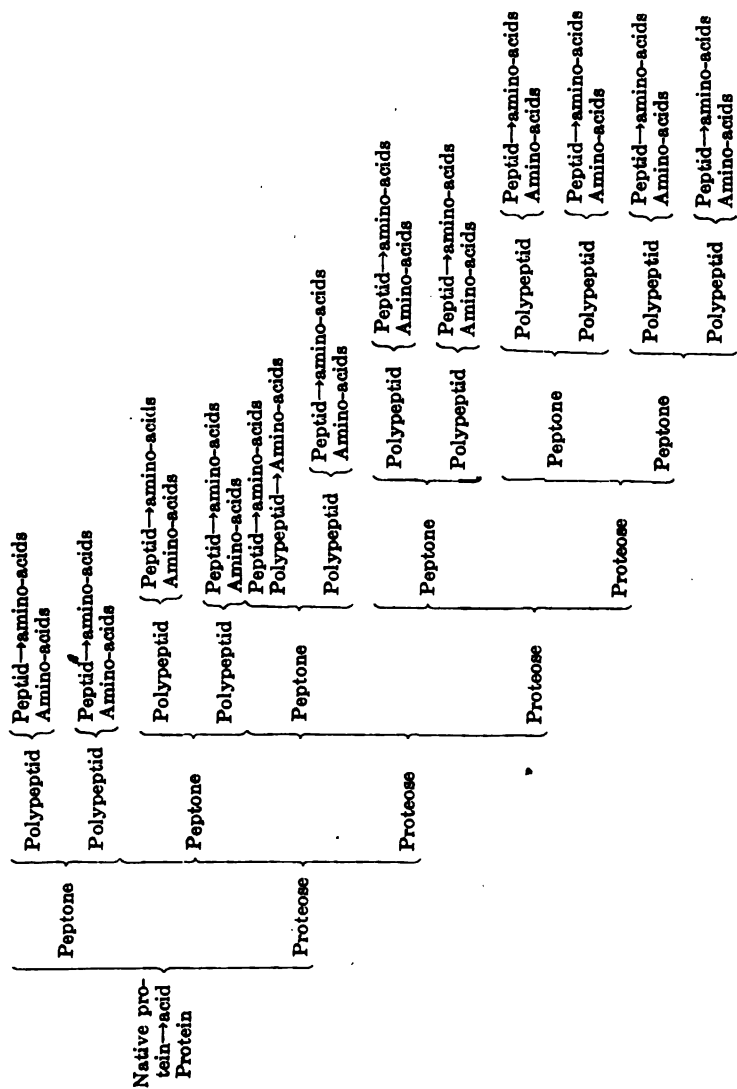 Native pro-
tein→acid
Protein
Peptone
Proteose
Polypeptid
Polypeptid
Peptone
Proteose
Peptid→amino-acids
Amino-acids
Peptid→amino-acids
Amino-acids
Polypeptid
Polypeptid
Peptone
Proteose
Peptid→amino-acids
Amino-acids
Peptid→amino-acids
Amino-acids
Peptid→amino-acids
Polypeptid→Amino-acids
Polypeptid
Peptone
Proteose
Peptid→amino-acids
Amino-acids
Polypeptid
Polypeptid
Peptone
Peptone
Peptid→amino-acids
Amino-acids
Peptid→amino-acids
Amino-acids
Polypeptid
Polypeptid
Polypeptid
Polypeptid
Peptid→amino-acids
Amino-acids
Peptid→amino-acids
Amino-acids
Peptid→amino-acids
Amino-acids
Peptid→amino-acids
Amino-acids